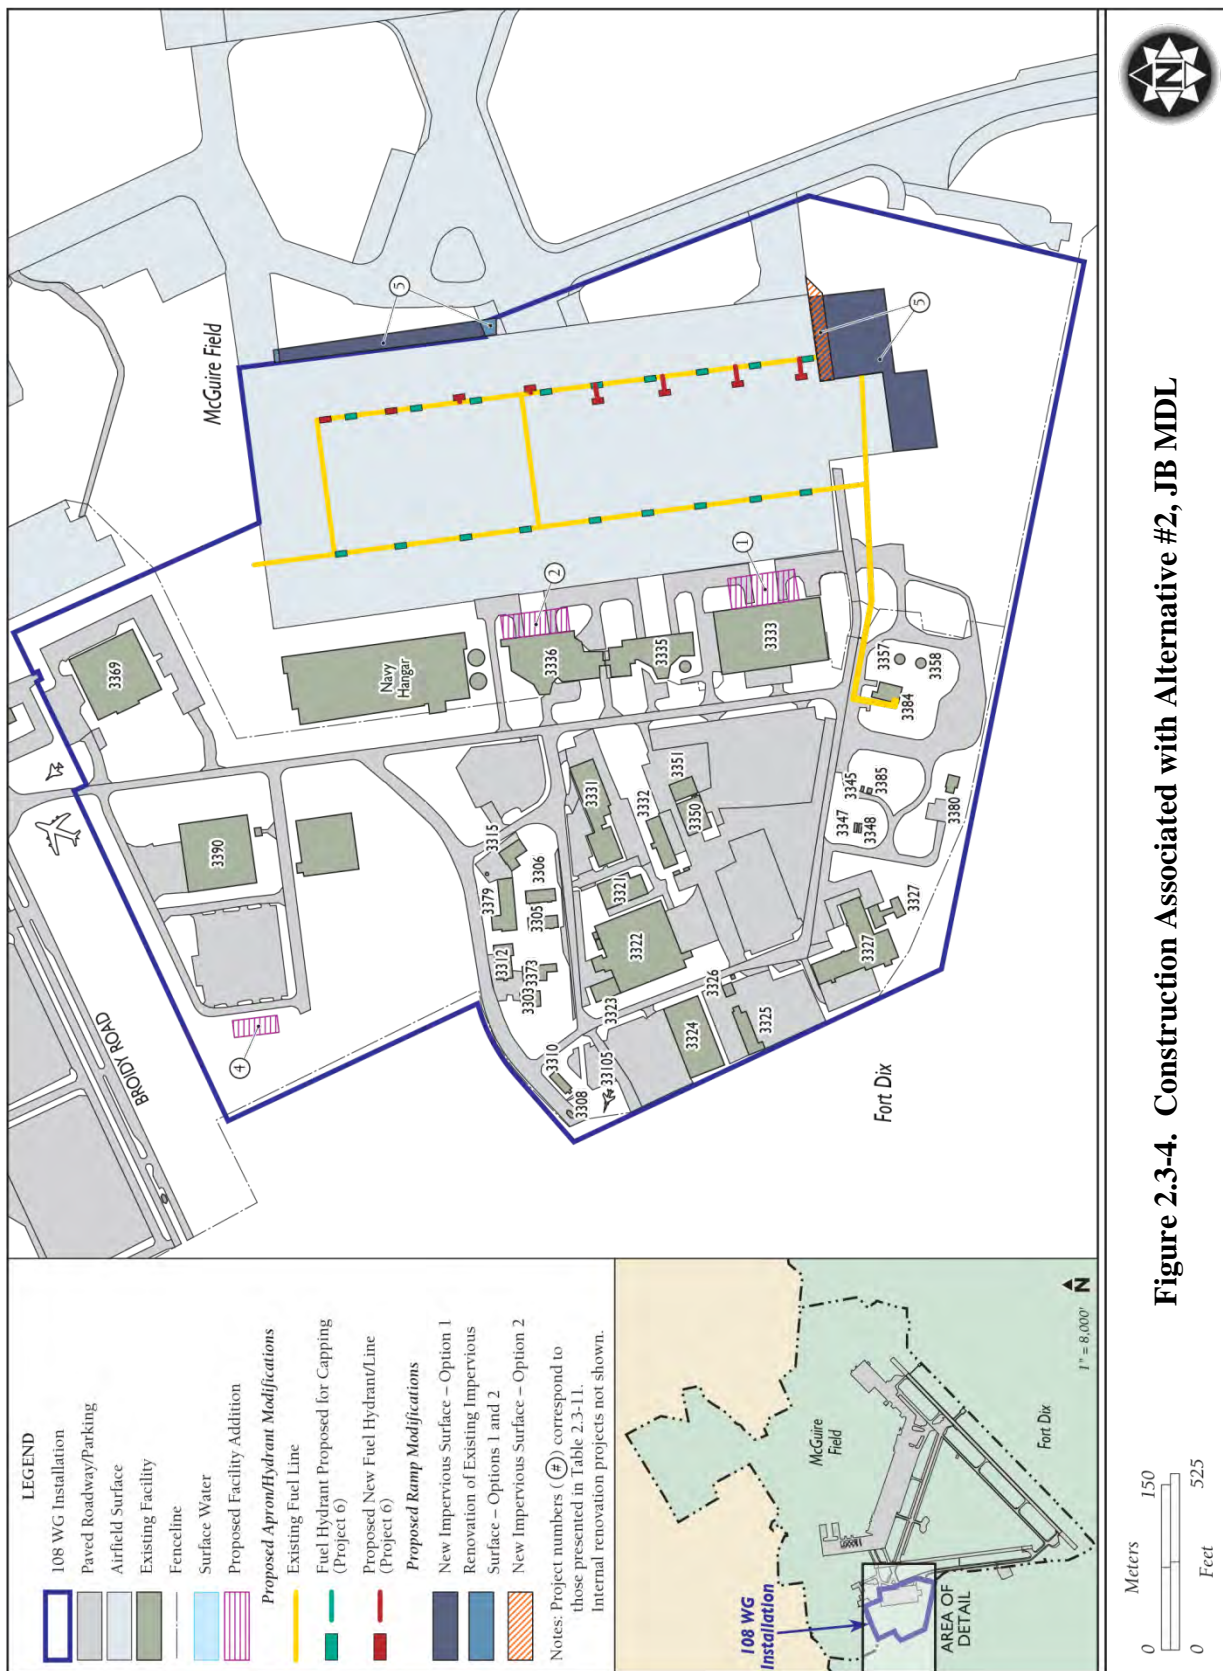 LEGEND
108 WG Installation
Paved Roadway/Parking
Airfield Surface
Existing Facility
Fenceline
Surface Water
Proposed Facility Addition
Proposed Apron/Hydrant Modifications
Existing Fuel Line
Fuel Hydrant Proposed for Capping
(Project 6)
Proposed New Fuel Hydrant/Line
(Project 6)
Proposed Ramp Modifications
New Impervious Surface – Option 1
Renovation of Existing Impervious
Surface – Options 1 and 2
New Impervious Surface – Option 2
Notes: Project numbers (#) correspond to
those presented in Table 2.3-11.
Internal renovation projects not shown.
108 WG
Installation
AREA OF
DETAIL
McGuire
Field
Fort Dix
1" = 8,000'
N
BROIDY ROAD
McGuire Field
Fort Dix
3369
3390
Navy
Hangar
3336
3335
3333
3357
3358
3384
3345
3385
3347
3348
3380
3351
3350
3332
3331
3321
3322
3315
3379
3306
3305
3312
3373
3303
3323
3310
3308
33105
3324
3325
3326
3327
3327
1
2
4
5
5
0 Meters 150
0 Feet 525
Figure 2.3-4. Construction Associated with Alternative #2, JB MDL
N